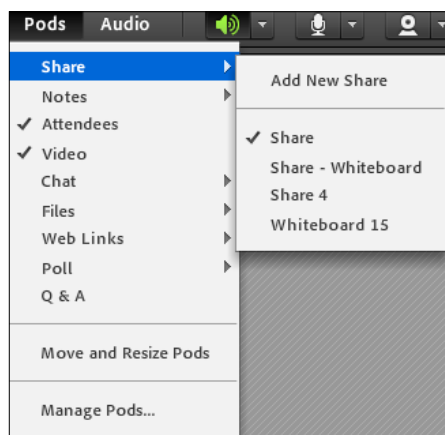 Pods Audio
Share
Notes
Attendees
Video
Chat
Files
Web Links
Poll
Q & A
Move and Resize Pods
Manage Pods...
Add New Share
Share
Share - Whiteboard
Share 4
Whiteboard 15